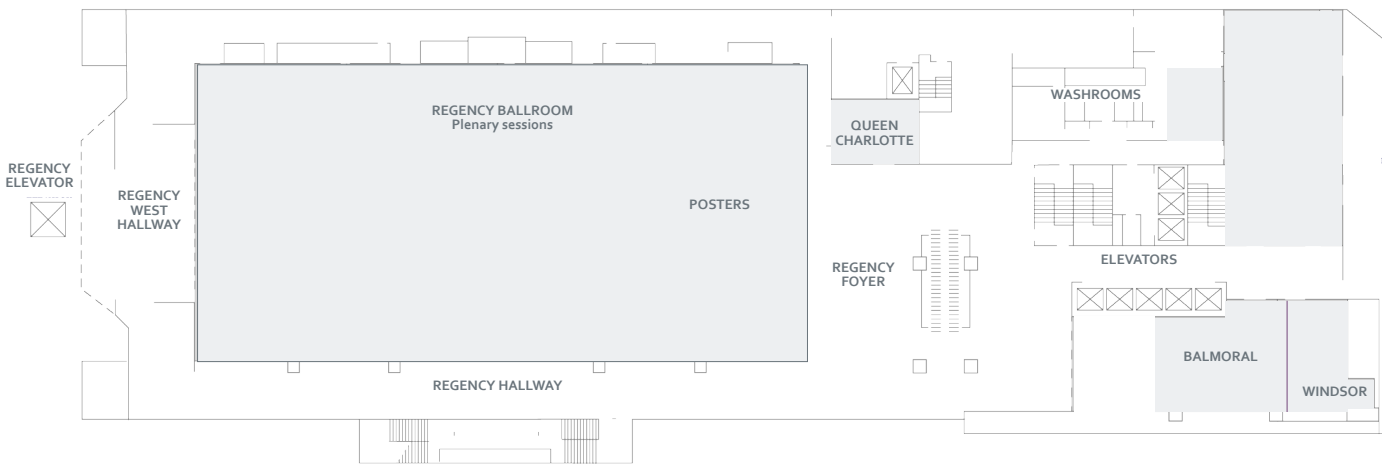 REGENCY BALLROOM
Plenary sessions
WASHROOMS
QUEEN
CHARLOTTE
REGENCY
ELEVATOR
REGENCY
WEST
HALLWAY
POSTERS
REGENCY
FOYER
ELEVATORS
BALMORAL
REGENCY HALLWAY
WINDSOR